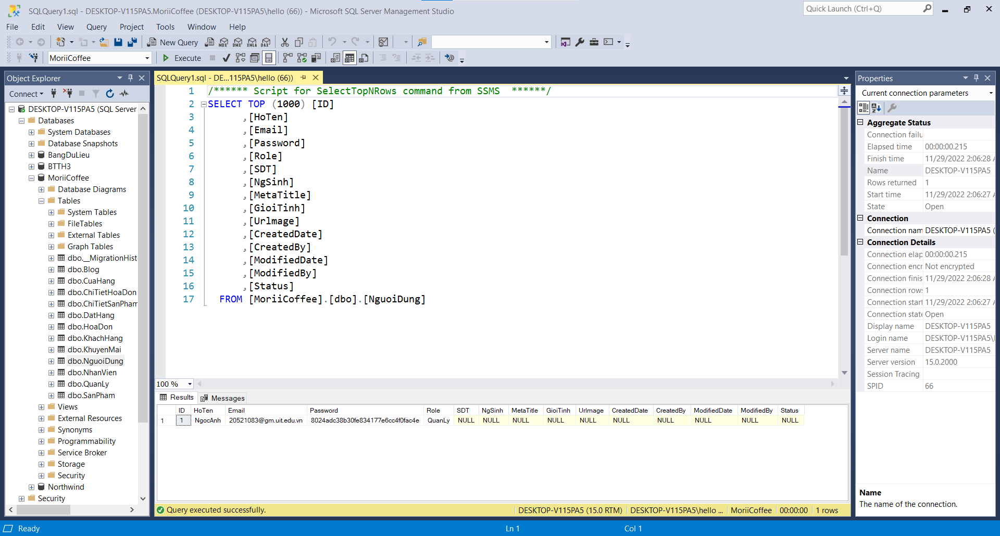 SQLQuery1.sql - DESKTOP-V115PA5.MoriiCoffee (DESKTOP-V115PA5\hello (66)) - Microsoft SQL Server Management Studio
Quick Launch (Ctrl+Q)
File Edit View Query Project Tools Window Help
New Query MDX DMX XMLA DAX
MoriiCoffee Execute
Object Explorer
Connect
DESKTOP-V115PA5 (SQL Server
Databases
System Databases
Database Snapshots
BangDuLieu
BTTH3
MoriiCoffee
Database Diagrams
Tables
System Tables
FileTables
External Tables
Graph Tables
dbo.__MigrationHist
dbo.Blog
dbo.CuaHang
dbo.ChiTietHoaDon
dbo.ChiTietSanPham
dbo.DatHang
dbo.HoaDon
dbo.KhachHang
dbo.KhuyenMai
dbo.NguoiDung
dbo.NhanVien
dbo.QuanLy
dbo.SanPham
Views
External Resources
Synonyms
Programmability
Service Broker
Storage
Security
Northwind
Security
SQLQuery1.sql - DE...115PA5\hello (66))
1 /****** Script for SelectTopNRows command from SSMS ******/
2 SELECT TOP (1000) [ID]
3 ,[HoTen]
4 ,[Email]
5 ,[Password]
6 ,[Role]
7 ,[SDT]
8 ,[NgSinh]
9 ,[MetaTitle]
10 ,[GioiTinh]
11 ,[Urlmage]
12 ,[CreatedDate]
13 ,[CreatedBy]
14 ,[ModifiedDate]
15 ,[ModifiedBy]
16 ,[Status]
17 FROM [MoriiCoffee].[dbo].[NguoiDung]
100 %
Results Messages
ID HoTen Email Password Role SDT NgSinh MetaTitle GioiTinh Urlmage CreatedDate CreatedBy ModifiedDate ModifiedBy Status
1 1 NgocAnh 20521083@gm.uit.edu.vn 8024adc38b30fe834177e6cc4f0fac4e QuanLy NULL NULL NULL NULL NULL NULL NULL NULL NULL NULL
Query executed successfully. DESKTOP-V115PA5 (15.0 RTM) DESKTOP-V115PA5\hello ... MoriiCoffee 00:00:00 1 rows
Properties
Current connection parameters
Aggregate Status
Connection failu
Elapsed time 00:00:00.215
Finish time 11/29/2022 2:06:28 A
Name DESKTOP-V115PA5
Rows returned 1
Start time 11/29/2022 2:06:27 A
State Open
Connection
Connection nam DESKTOP-V115PA5 (
Connection Details
Connection elap 00:00:00.215
Connection encr Not encrypted
Connection finis 11/29/2022 2:06:28 A
Connection rows 1
Connection start 11/29/2022 2:06:27 A
Connection state Open
Display name DESKTOP-V115PA5
Login name DESKTOP-V115PA5\
Server name DESKTOP-V115PA5
Server version 15.0.2000
Session Tracing
SPID 66
Name
The name of the connection.
Ready Ln 1 Col 1